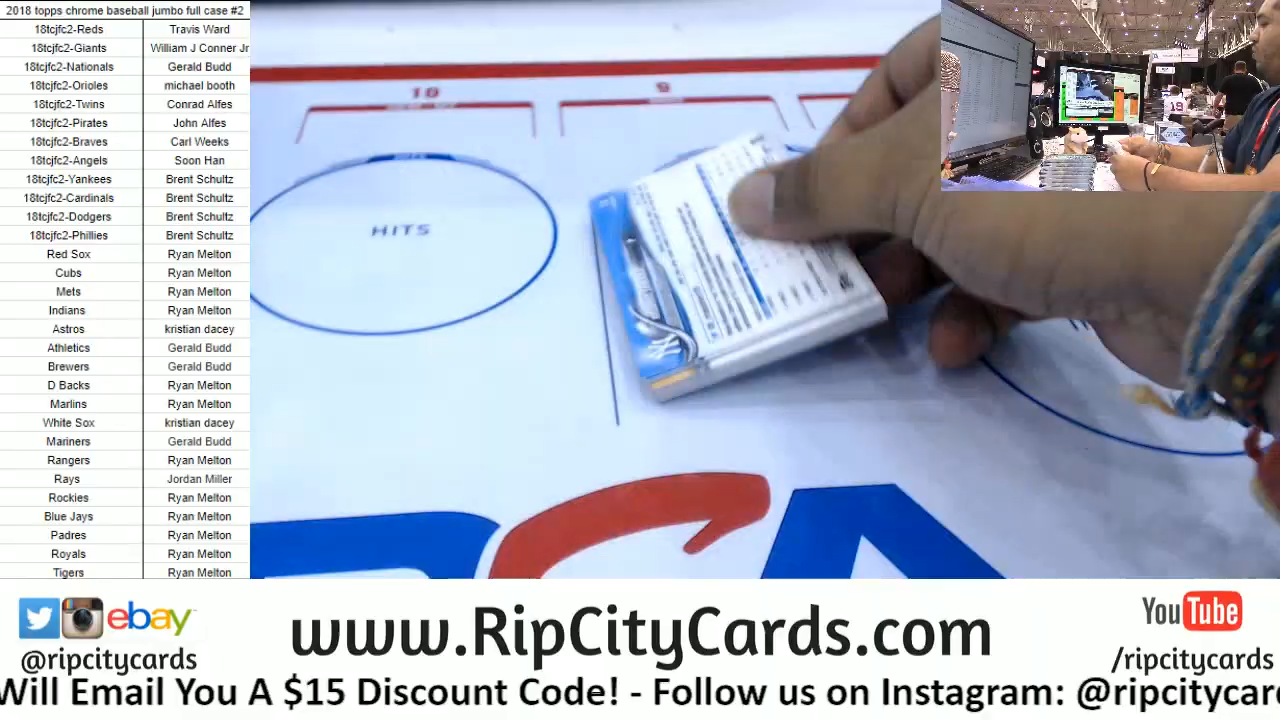 2018 topps chrome baseball jumbo full case #2
18tcjfc2-Reds Travis Ward
18tcjfc2-Giants William J Conner Jr
18tcjfc2-Nationals Gerald Budd
18tcjfc2-Orioles michael booth
18tcjfc2-Twins Conrad Alfes
18tcjfc2-Pirates John Alfes
18tcjfc2-Braves Carl Weeks
18tcjfc2-Angels Soon Han
18tcjfc2-Yankees Brent Schultz
18tcjfc2-Cardinals Brent Schultz
18tcjfc2-Dodgers Brent Schultz
18tcjfc2-Phillies Brent Schultz
Red Sox Ryan Melton
Cubs Ryan Melton
Mets Ryan Melton
Indians Ryan Melton
Astros kristian dacey
Athletics Gerald Budd
Brewers Gerald Budd
D Backs Ryan Melton
Marlins Ryan Melton
White Sox kristian dacey
Mariners Gerald Budd
Rangers Ryan Melton
Rays Jordan Miller
Rockies Ryan Melton
Blue Jays Ryan Melton
Padres Ryan Melton
Royals Ryan Melton
Tigers Ryan Melton
10
9
HITS
19
ebay
@ripcitycards
www.RipCityCards.com
YouTube
/ripcitycards
Will Email You A $15 Discount Code! - Follow us on Instagram: @ripcitycar